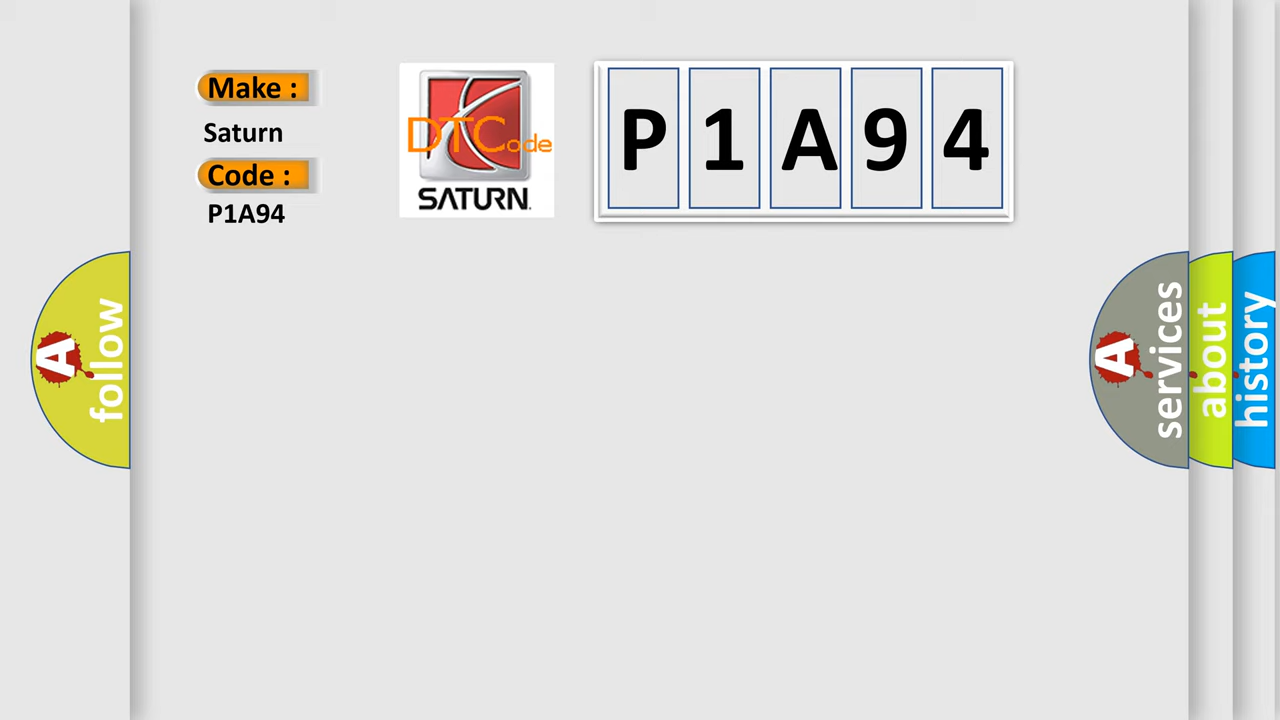 Make :
Saturn
Code :
P1A94
DTCode
SATURN
P 1 A 9 4
A follow
A services
about
history